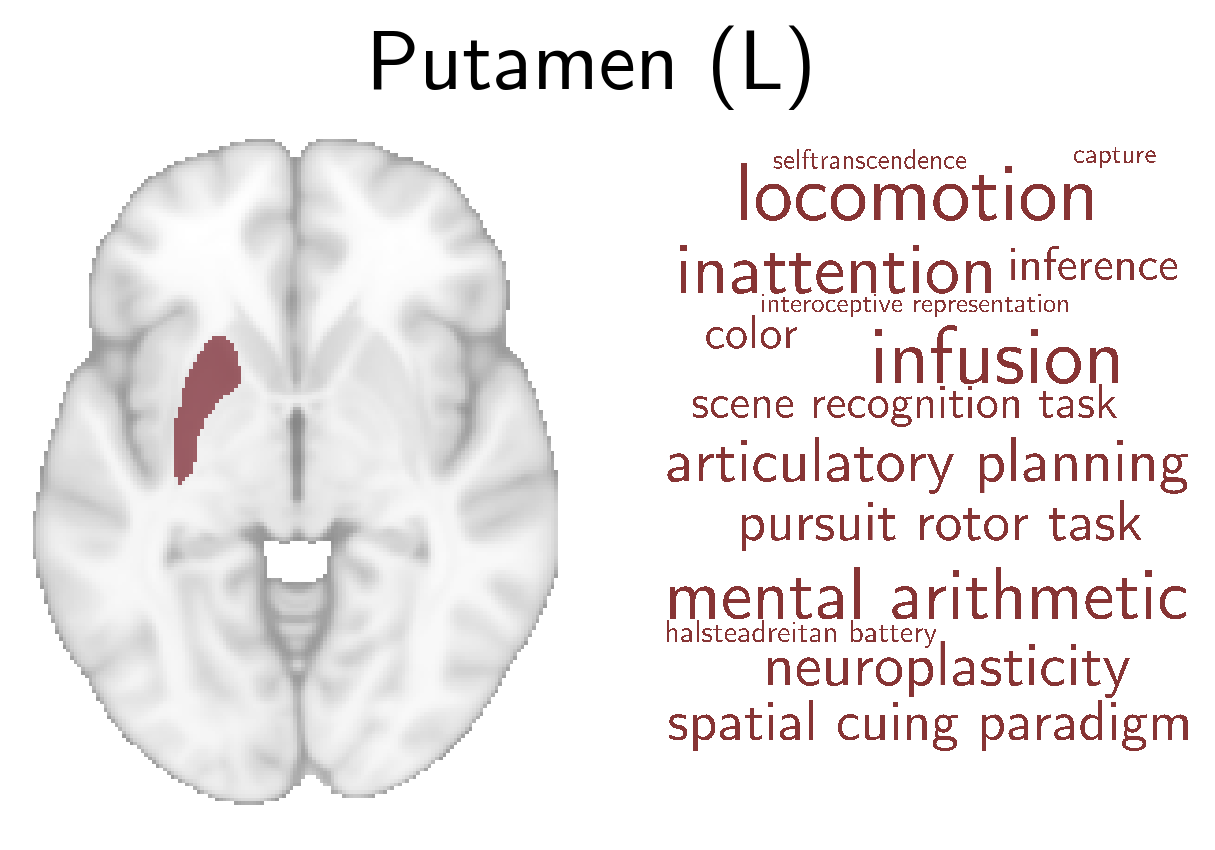 Putamen (L)
selftranscendence capture
locomotion
inattention inference
interoceptive representation
color infusion
scene recognition task
articulatory planning
pursuit rotor task
mental arithmetic
halsteadreitan battery
neuroplasticity
spatial cuing paradigm